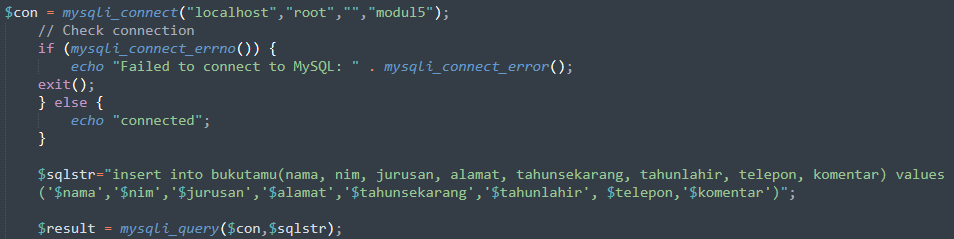 $con = mysqli_connect("localhost","root","","modul5");
// Check connection
if (mysqli_connect_errno()) {
echo "Failed to connect to MySQL: " . mysqli_connect_error();
exit();
} else {
echo "connected";
}
$sqlstr="insert into bukutamu(nama, nim, jurusan, alamat, tahunsekarang, tahunlahir, telepon, komentar) values
('$nama','$nim','$jurusan','$alamat','$tahunsekarang','$tahunlahir', $telepon,'$komentar')";
$result = mysqli_query($con,$sqlstr);